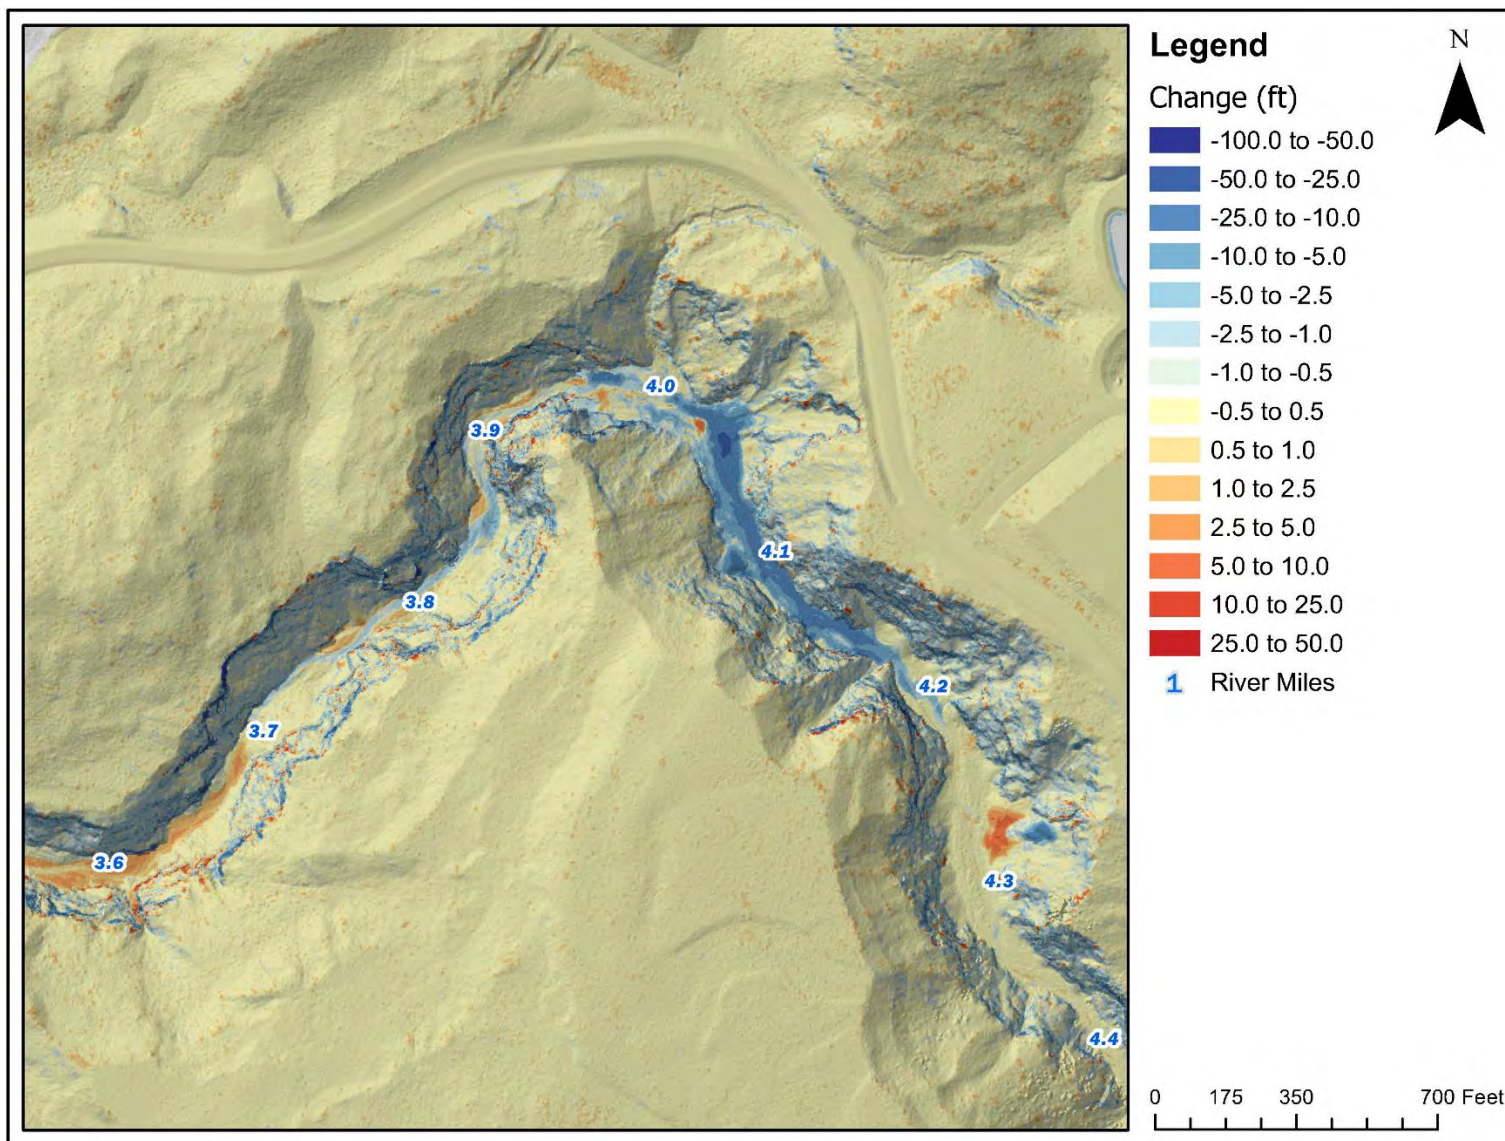 Legend
N
Change (ft)
-100.0 to -50.0
-50.0 to -25.0
-25.0 to -10.0
-10.0 to -5.0
-5.0 to -2.5
-2.5 to -1.0
-1.0 to -0.5
-0.5 to 0.5
0.5 to 1.0
1.0 to 2.5
2.5 to 5.0
5.0 to 10.0
10.0 to 25.0
25.0 to 50.0
1 River Miles
4.0
3.9
4.1
3.8
4.2
3.7
3.6
4.3
4.4
0 175 350 700 Feet